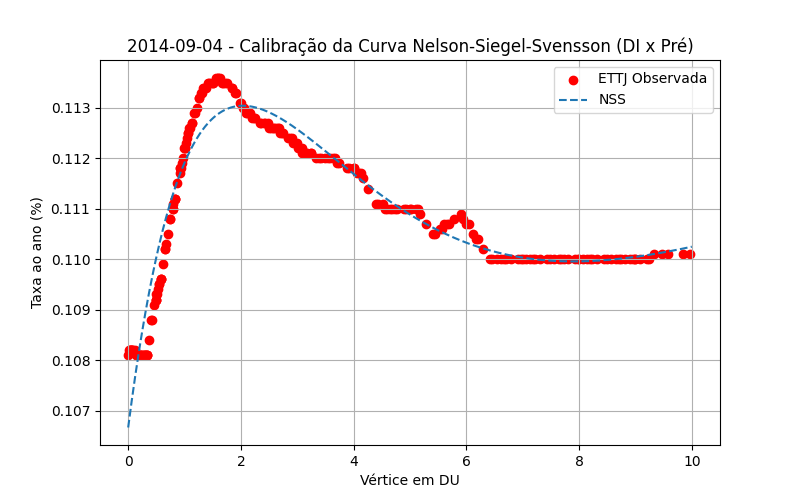 2014-09-04 - Calibração da Curva Nelson-Siegel-Svensson (DI x Pré)
ETTJ Observada
NSS
Taxa ao ano (%)
0.113
0.112
0.111
0.110
0.109
0.108
0.107
0 2 4 6 8 10
Vértice em DU